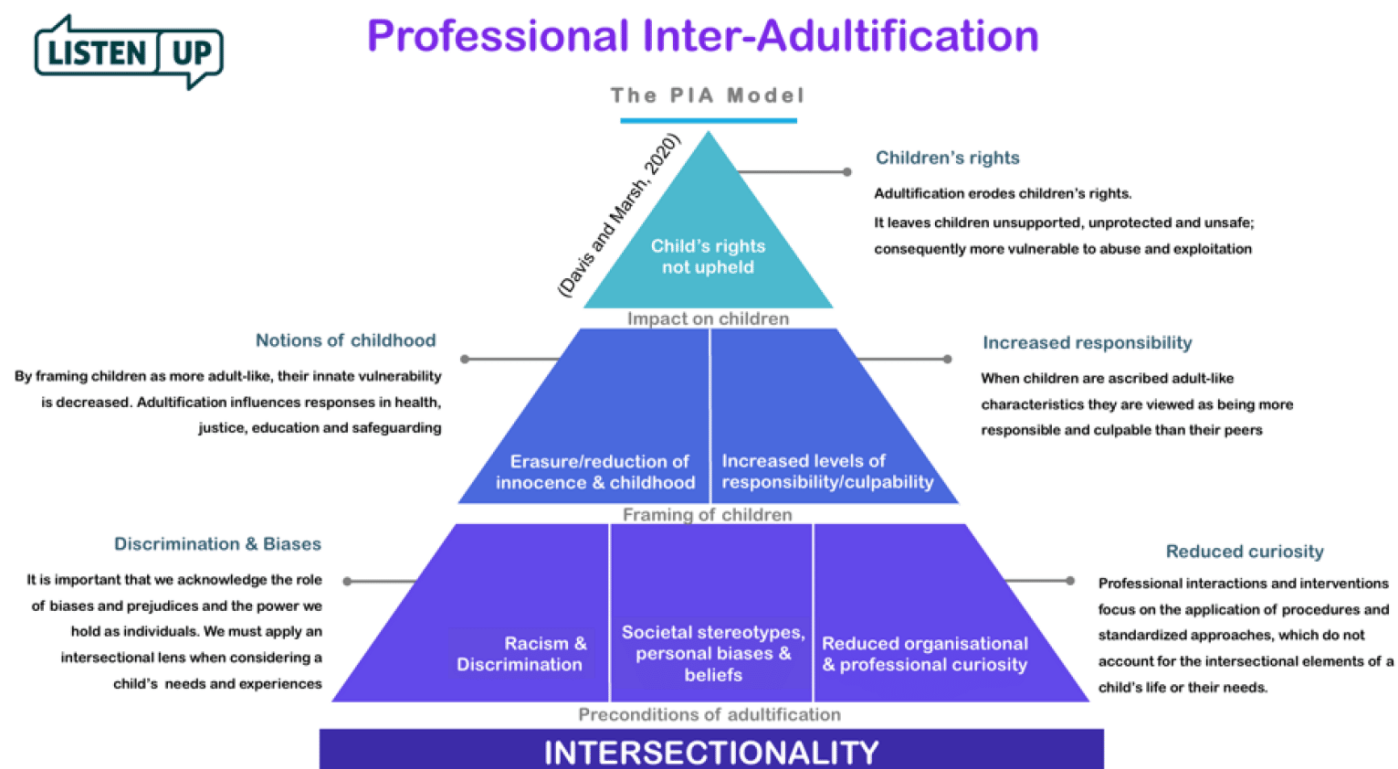 LISTEN UP
Professional Inter-Adultification
The PIA Model
(Davis and Marsh, 2020)
Children's rights
Adultification erodes children's rights.
It leaves children unsupported, unprotected and unsafe;
consequently more vulnerable to abuse and exploitation
Child's rights
not upheld
Impact on children
Notions of childhood
By framing children as more adult-like, their innate vulnerability
is decreased. Adultification influences responses in health,
justice, education and safeguarding
Increased responsibility
When children are ascribed adult-like
characteristics they are viewed as being more
responsible and culpable than their peers
Erasure/reduction of
innocence & childhood
Increased levels of
responsibility/culpability
Framing of children
Discrimination & Biases
It is important that we acknowledge the role
of biases and prejudices and the power we
hold as individuals. We must apply an
intersectional lens when considering a
child's needs and experiences
Racism &
Discrimination
Societal stereotypes,
personal biases &
beliefs
Reduced organisational
& professional curiosity
Reduced curiosity
Professional interactions and interventions
focus on the application of procedures and
standardized approaches, which do not
account for the intersectional elements of a
child's life or their needs.
Preconditions of adultification
INTERSECTIONALITY